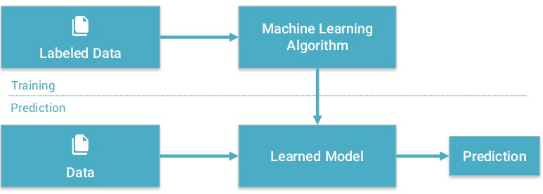 Labeled Data
Machine Learning
Algorithm
Training
Prediction
Data
Learned Model
Prediction